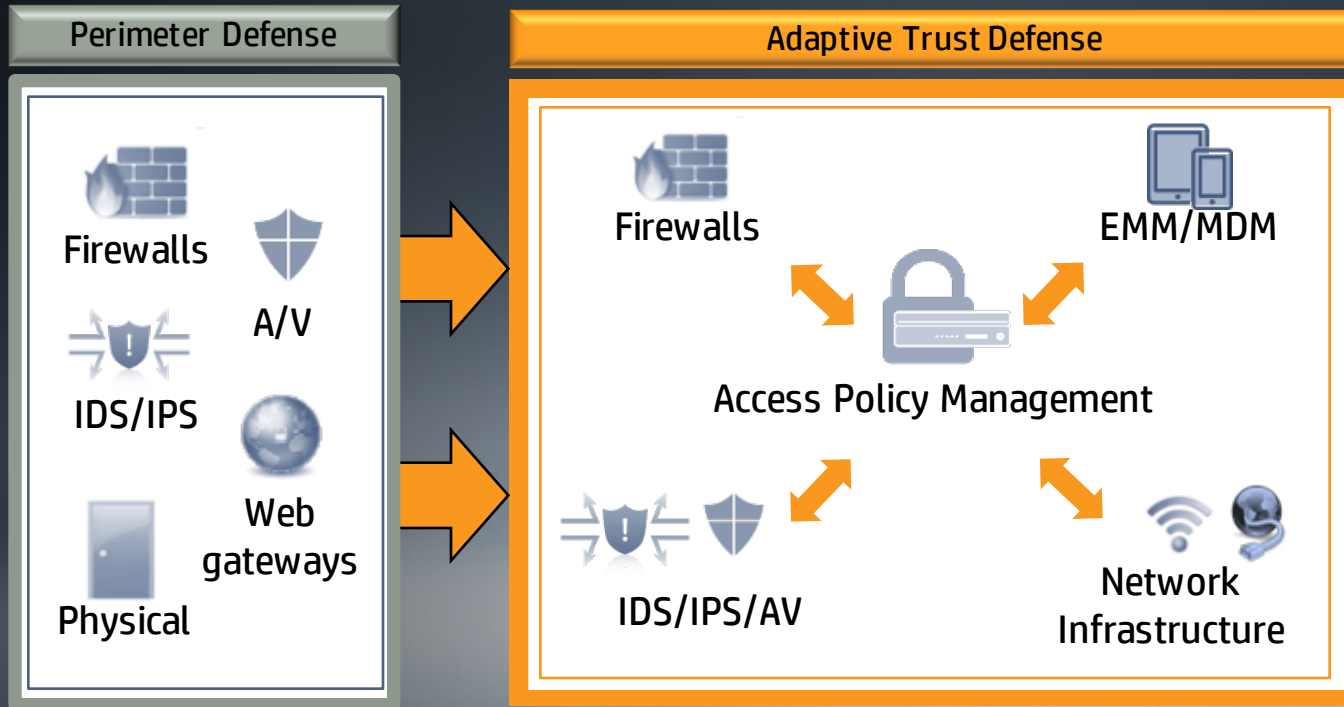 Perimeter Defense
Firewalls
A/V
IDS/IPS
Web
gateways
Physical
Adaptive Trust Defense
Firewalls
EMM/MDM
Access Policy Management
IDS/IPS/AV
Network
Infrastructure